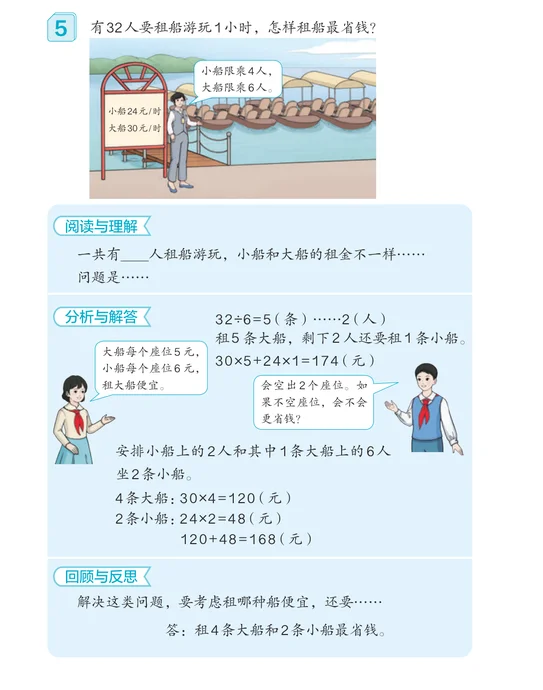 5 有32人要租船游玩1小时，怎样租船最省钱？
小船限乘4人，
大船限乘6人。
小船24元/时
大船30元/时
阅读与理解
一共有____人租船游玩，小船和大船的租金不一样……
问题是……
分析与解答
32÷6=5（条）……2（人）
租5条大船，剩下2人还要租1条小船。
30×5+24×1=174（元）
大船每个座位5元，
小船每个座位6元，
租大船便宜。
会空出2个座位。如
果不空座位，会不会
更省钱？
安排小船上的2人和其中1条大船上的6人
坐2条小船。
4条大船：30×4=120（元）
2条小船：24×2=48（元）
120+48=168（元）
回顾与反思
解决这类问题，要考虑租哪种船便宜，还要……
答：租4条大船和2条小船最省钱。